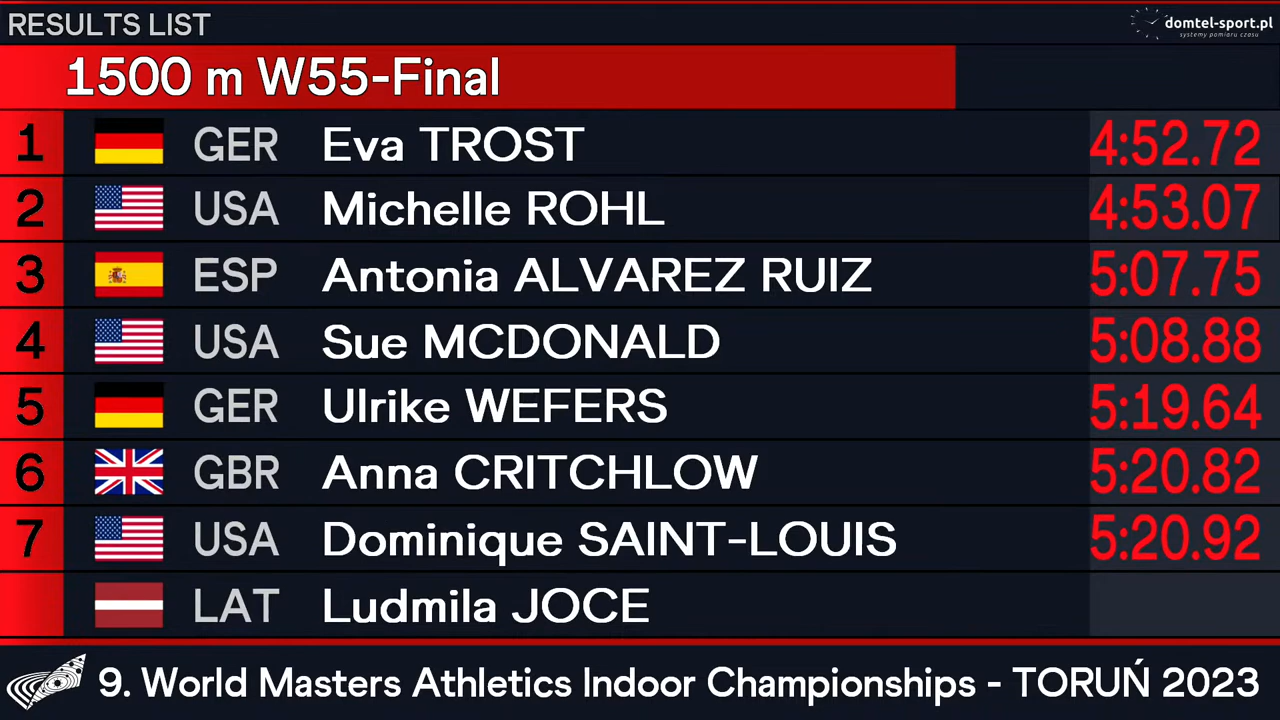 RESULTS LIST
domtel-sport.pl
systemy pomiaru czasu
1500 m W55-Final
1 GER Eva TROST 4:52.72
2 USA Michelle ROHL 4:53.07
3 ESP Antonia ALVAREZ RUIZ 5:07.75
4 USA Sue MCDONALD 5:08.88
5 GER Ulrike WEFERS 5:19.64
6 GBR Anna CRITCHLOW 5:20.82
7 USA Dominique SAINT-LOUIS 5:20.92
LAT Ludmila JOCE
9. World Masters Athletics Indoor Championships - TORUŃ 2023